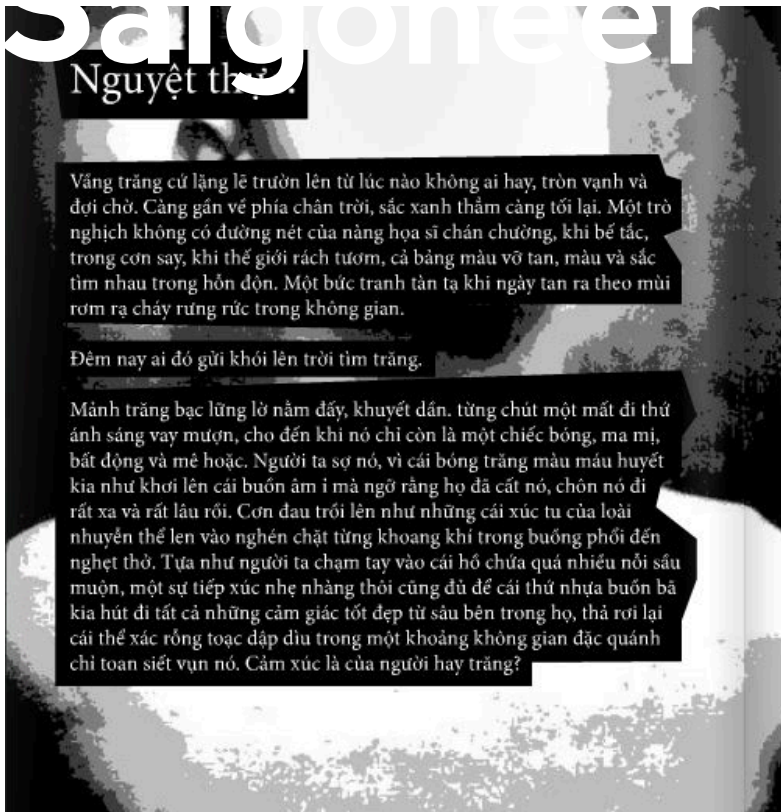 Saigoneer
Nguyệt thực
Vầng trăng cứ lặng lẽ trườn lên từ lúc nào không ai hay, tròn vạnh và
đợi chờ. Càng gần về phía chân trời, sắc xanh thẳm càng tối lại. Một trò
nghịch không có đường nét của nàng họa sĩ chán chường, khi bế tắc,
trong cơn say, khi thế giới rách tươm, cả bảng màu vỡ tan, màu và sắc
tìm nhau trong hỗn độn. Một bức tranh tàn tạ khi ngày tan ra theo mùi
rơm rạ cháy rưng rức trong không gian.
Đêm nay ai đó gửi khói lên trời tìm trăng.
Mảnh trăng bạc lững lờ nằm đấy, khuyết dần. từng chút một mất đi thứ
ánh sáng vay mượn, cho đến khi nó chỉ còn là một chiếc bóng, ma mị,
bất động và mê hoặc. Người ta sợ nó, vì cái bóng trăng màu máu huyết
kia như khơi lên cái buồn âm ỉ mà ngỡ rằng họ đã cất nó, chôn nó đi
rất xa và rất lâu rồi. Cơn đau trồi lên như những cái xúc tu của loài
nhuyễn thể len vào nghén chặt từng khoang khí trong buồng phổi đến
nghẹt thở. Tựa như người ta chạm tay vào cái hồ chứa quá nhiều nỗi sầu
muộn, một sự tiếp xúc nhẹ nhàng thôi cũng đủ để cái thứ nhựa buồn bã
kia hút đi tất cả những cảm giác tốt đẹp từ sâu bên trong họ, thả rơi lại
cái thể xác rỗng toạc dập dìu trong một khoảng không gian đặc quánh
chỉ toan siết vụn nó. Cảm xúc là của người hay trăng?